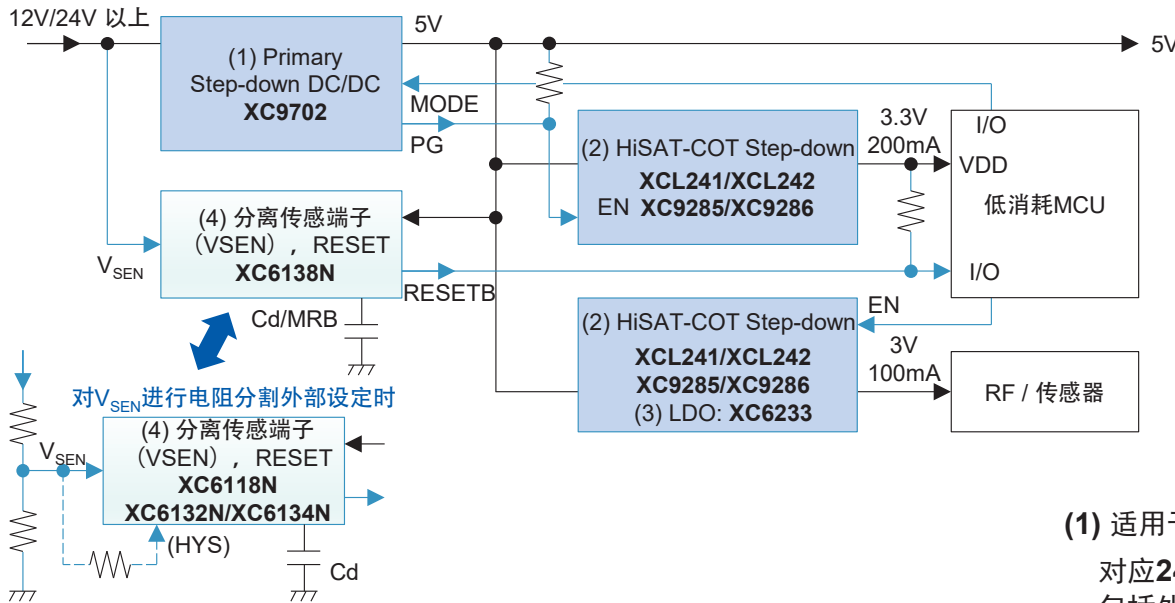 12V/24V 以上
5V
5V
(1) Primary
Step-down DC/DC
XC9702
MODE
PG
(2) HiSAT-COT Step-down
XCL241/XCL242
EN XC9285/XC9286
3.3V
200mA
I/O
VDD
低消耗MCU
I/O
(4) 分离传感端子
（VSEN），RESET
XC6138N
VSEN
RESETB
Cd/MRB
EN
(2) HiSAT-COT Step-down
XCL241/XCL242
XC9285/XC9286
(3) LDO: XC6233
3V
100mA
RF / 传感器
对VSEN进行电阻分割外部设定时
(4) 分离传感端子
（VSEN），RESET
XC6118N
XC6132N/XC6134N
VSEN
(HYS)
Cd
(1) 适用于
对应24